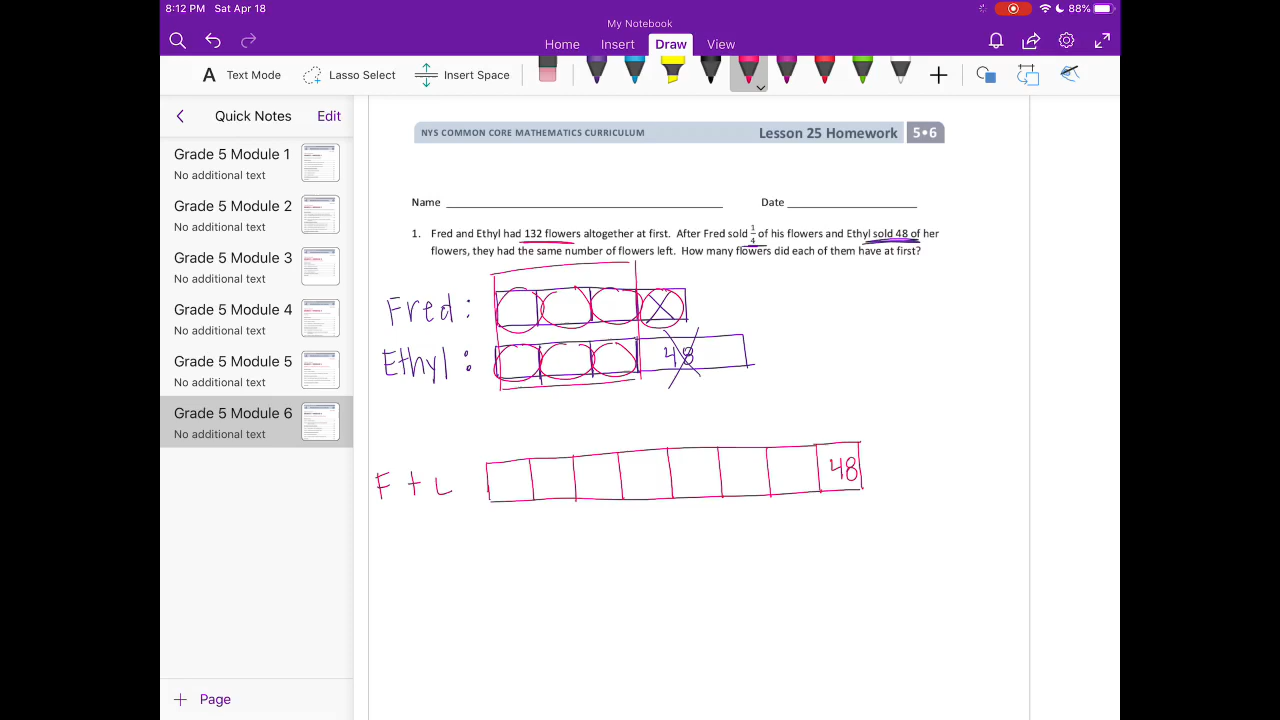 8:12 PM Sat Apr 18
88%
My Notebook
Home Insert Draw View
A Text Mode Lasso Select Insert Space
Quick Notes Edit
Grade 5 Module 1
No additional text
Grade 5 Module 2
No additional text
Grade 5 Module 3
No additional text
Grade 5 Module 4
No additional text
Grade 5 Module 5
No additional text
Grade 5 Module 6
No additional text
+ Page
NYS COMMON CORE MATHEMATICS CURRICULUM Lesson 25 Homework 5•6
Name Date
1. Fred and Ethyl had 132 flowers altogether at first. After Fred sold 1/4 of his flowers and Ethyl sold 48 of her
flowers, they had the same number of flowers left. How many flowers did each of them have at first?
Fred:
Ethyl: 48
F + 48